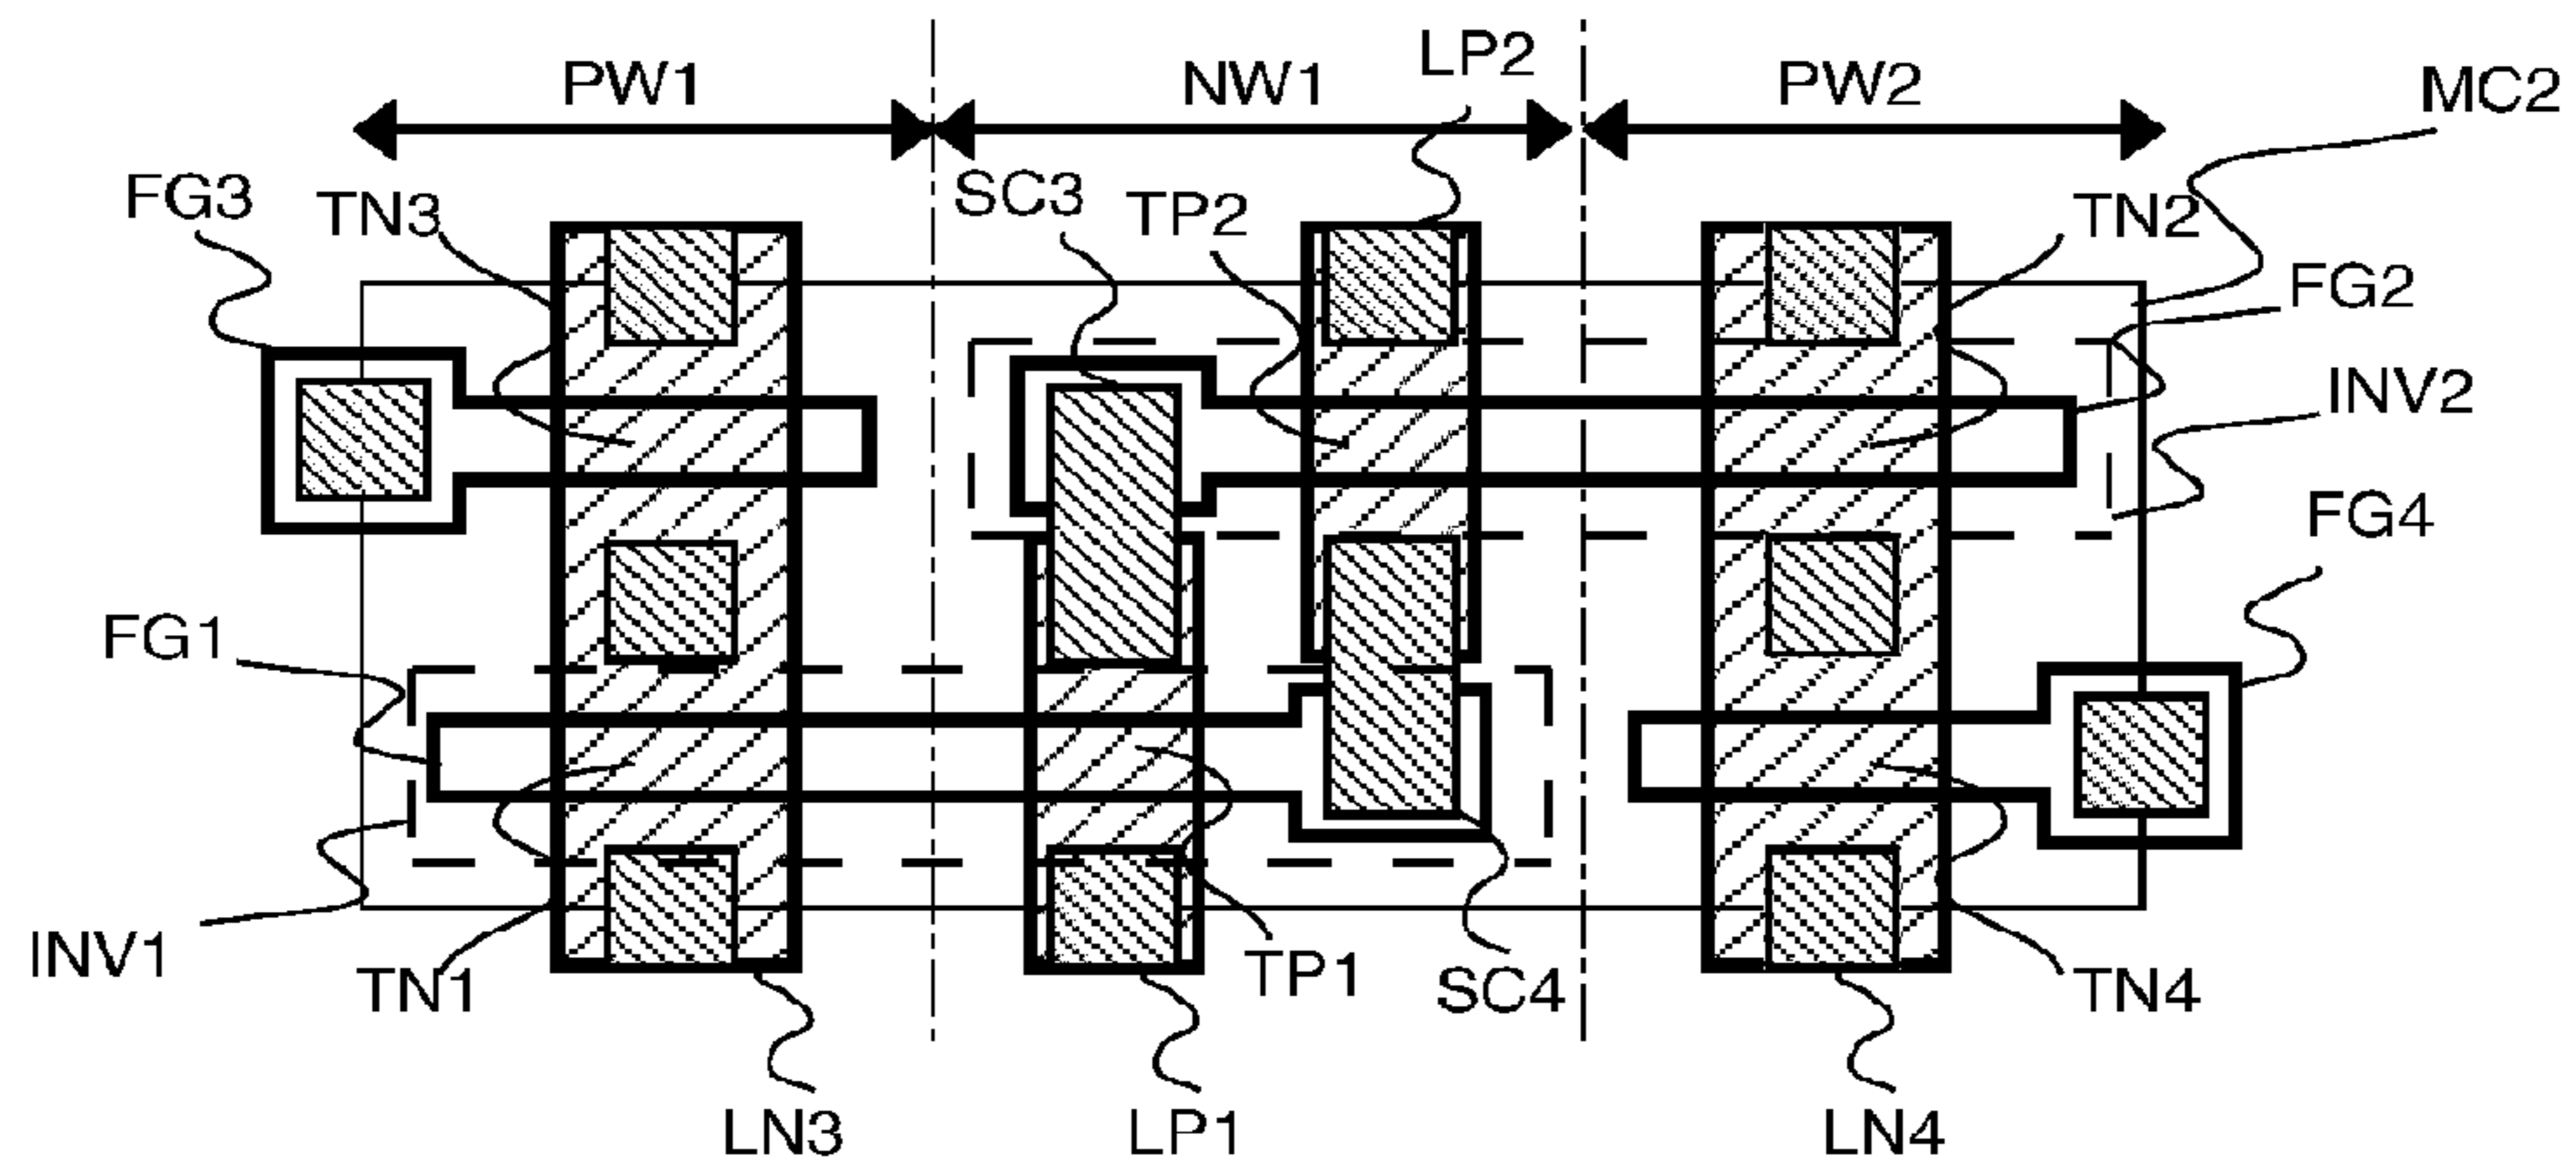 PW1
NW1
LP2
PW2
MC2
FG3
TN3
SC3
TP2
TN2
FG2
INV2
FG4
FG1
INV1
TN1
TP1
SC4
TN4
LN3
LP1
LN4